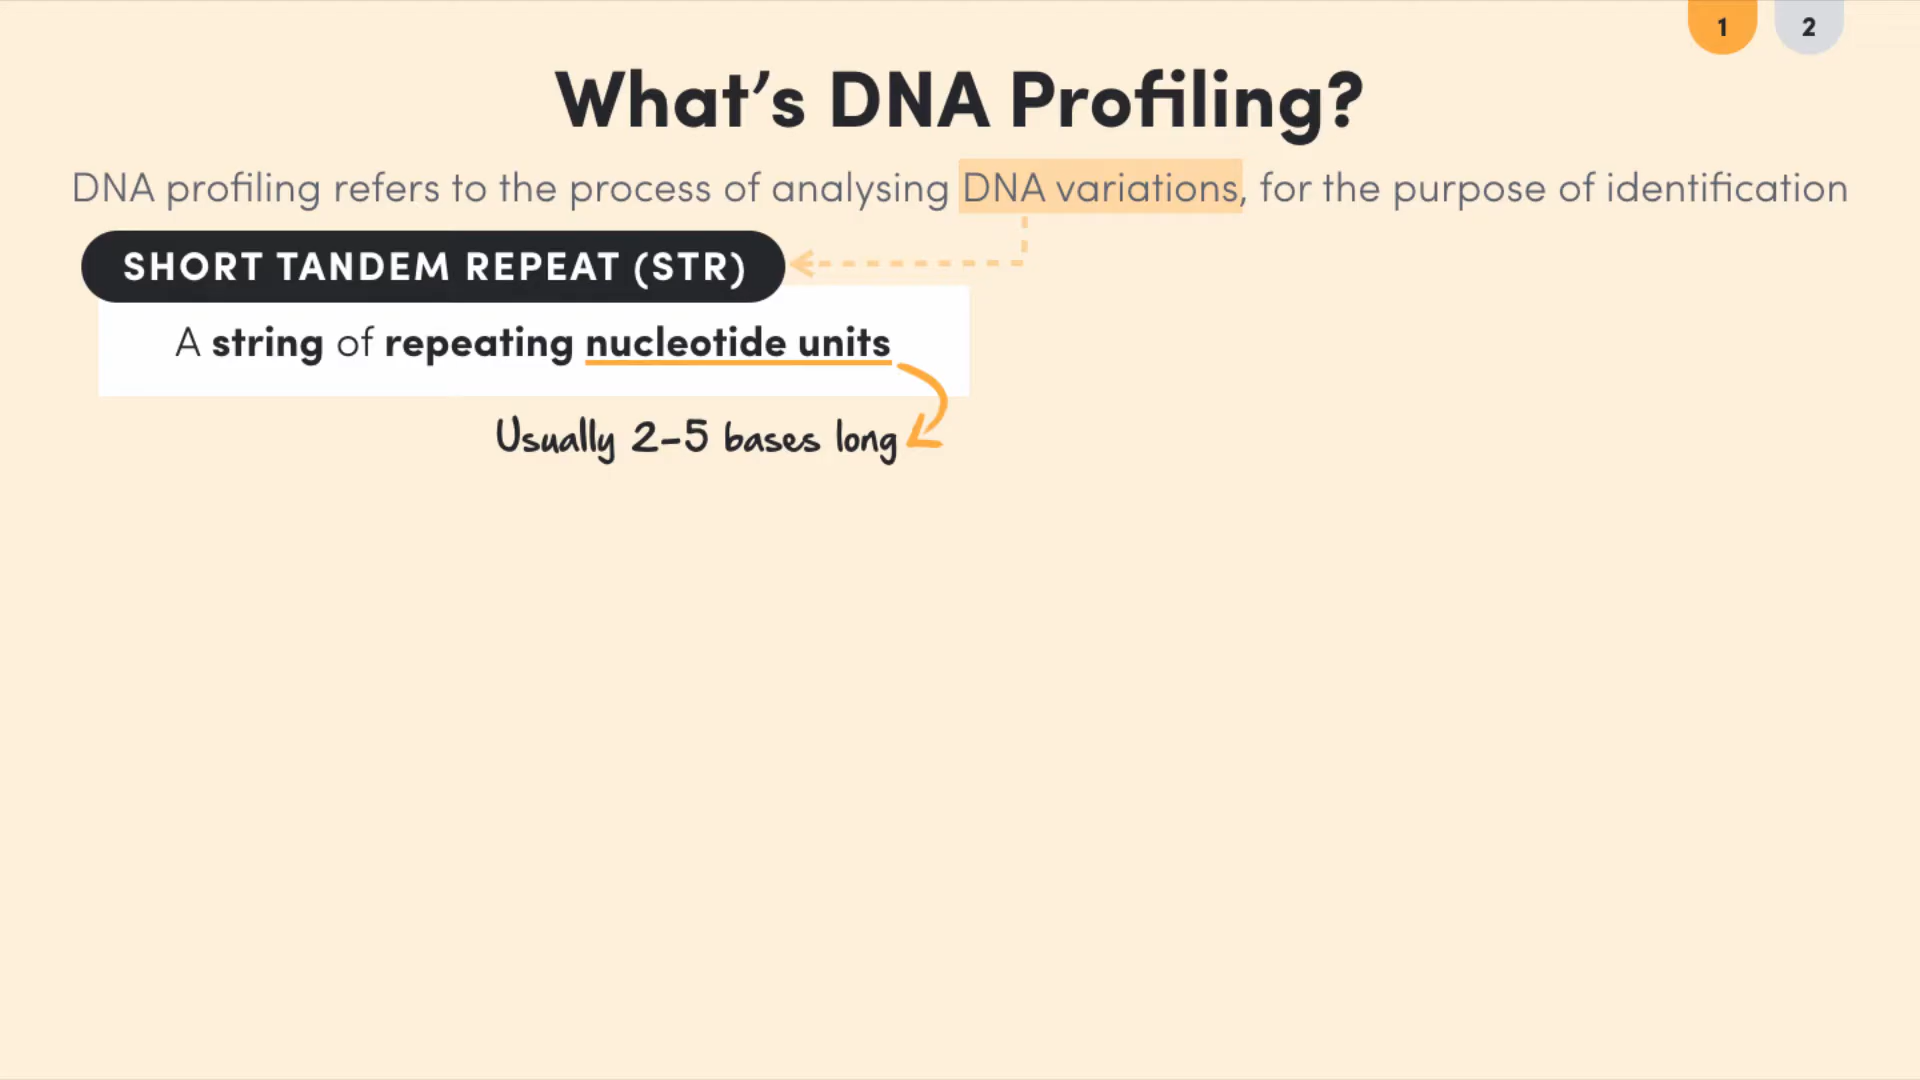 1 2
What's DNA Profiling?
DNA profiling refers to the process of analysing DNA variations, for the purpose of identification
SHORT TANDEM REPEAT (STR)
A string of repeating nucleotide units
Usually 2-5 bases long